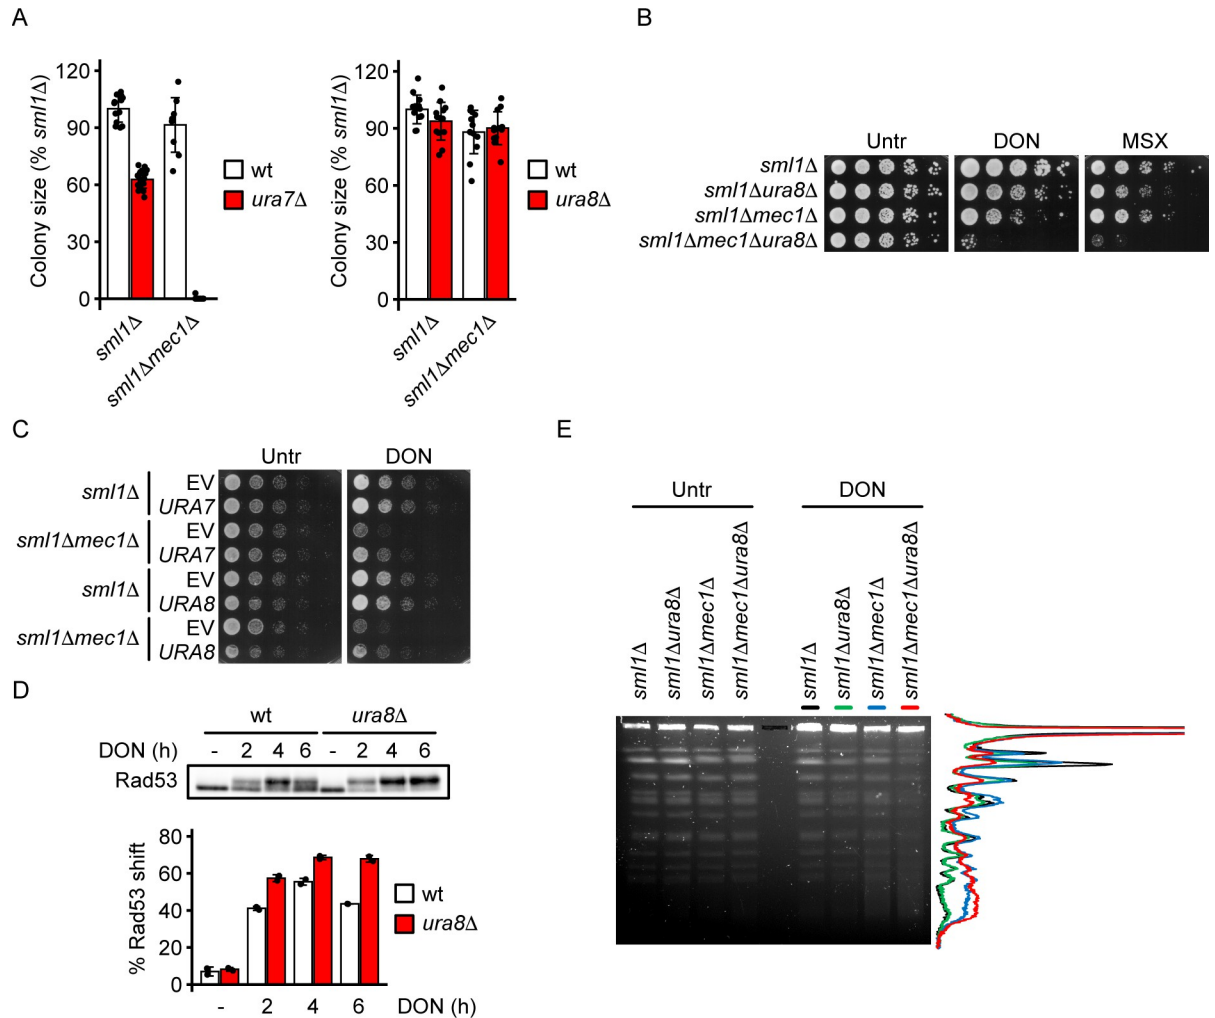 A
Colony size (% sml1Δ)
120
90
60
30
0
sml1Δ
sml1Δmec1Δ
wt
ura7Δ
Colony size (% sml1Δ)
120
90
60
30
0
sml1Δ
sml1Δmec1Δ
wt
ura8Δ
B
Untr DON MSX
sml1Δ
sml1Δura8Δ
sml1Δmec1Δ
sml1Δmec1Δura8Δ
C
Untr DON
sml1Δ
EV
URA7
sml1Δmec1Δ
EV
URA7
sml1Δ
EV
URA8
sml1Δmec1Δ
EV
URA8
D
wt ura8Δ
DON (h) - 2 4 6 - 2 4 6
Rad53
% Rad53 shift
80
60
40
20
0
- 2 4 6 DON (h)
wt
ura8Δ
E
Untr DON
sml1Δ
sml1Δura8Δ
sml1Δmec1Δ
sml1Δmec1Δura8Δ
sml1Δ
sml1Δura8Δ
sml1Δmec1Δ
sml1Δmec1Δura8Δ